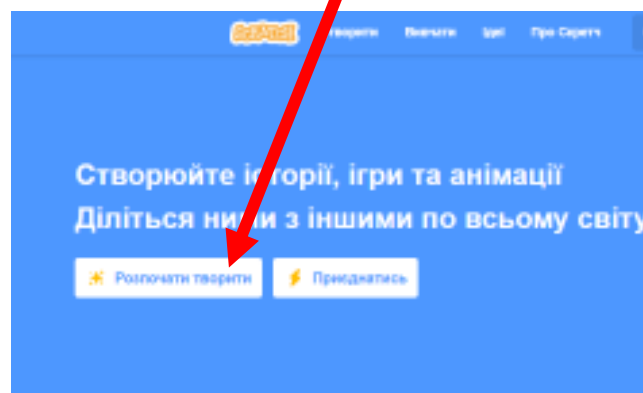 SCRATCH творити Вивчати Ідеї Про Скретч
Створюйте історії, ігри та анімації
Діліться ними з іншими по всьому світу
Розпочати творити Приєднатись